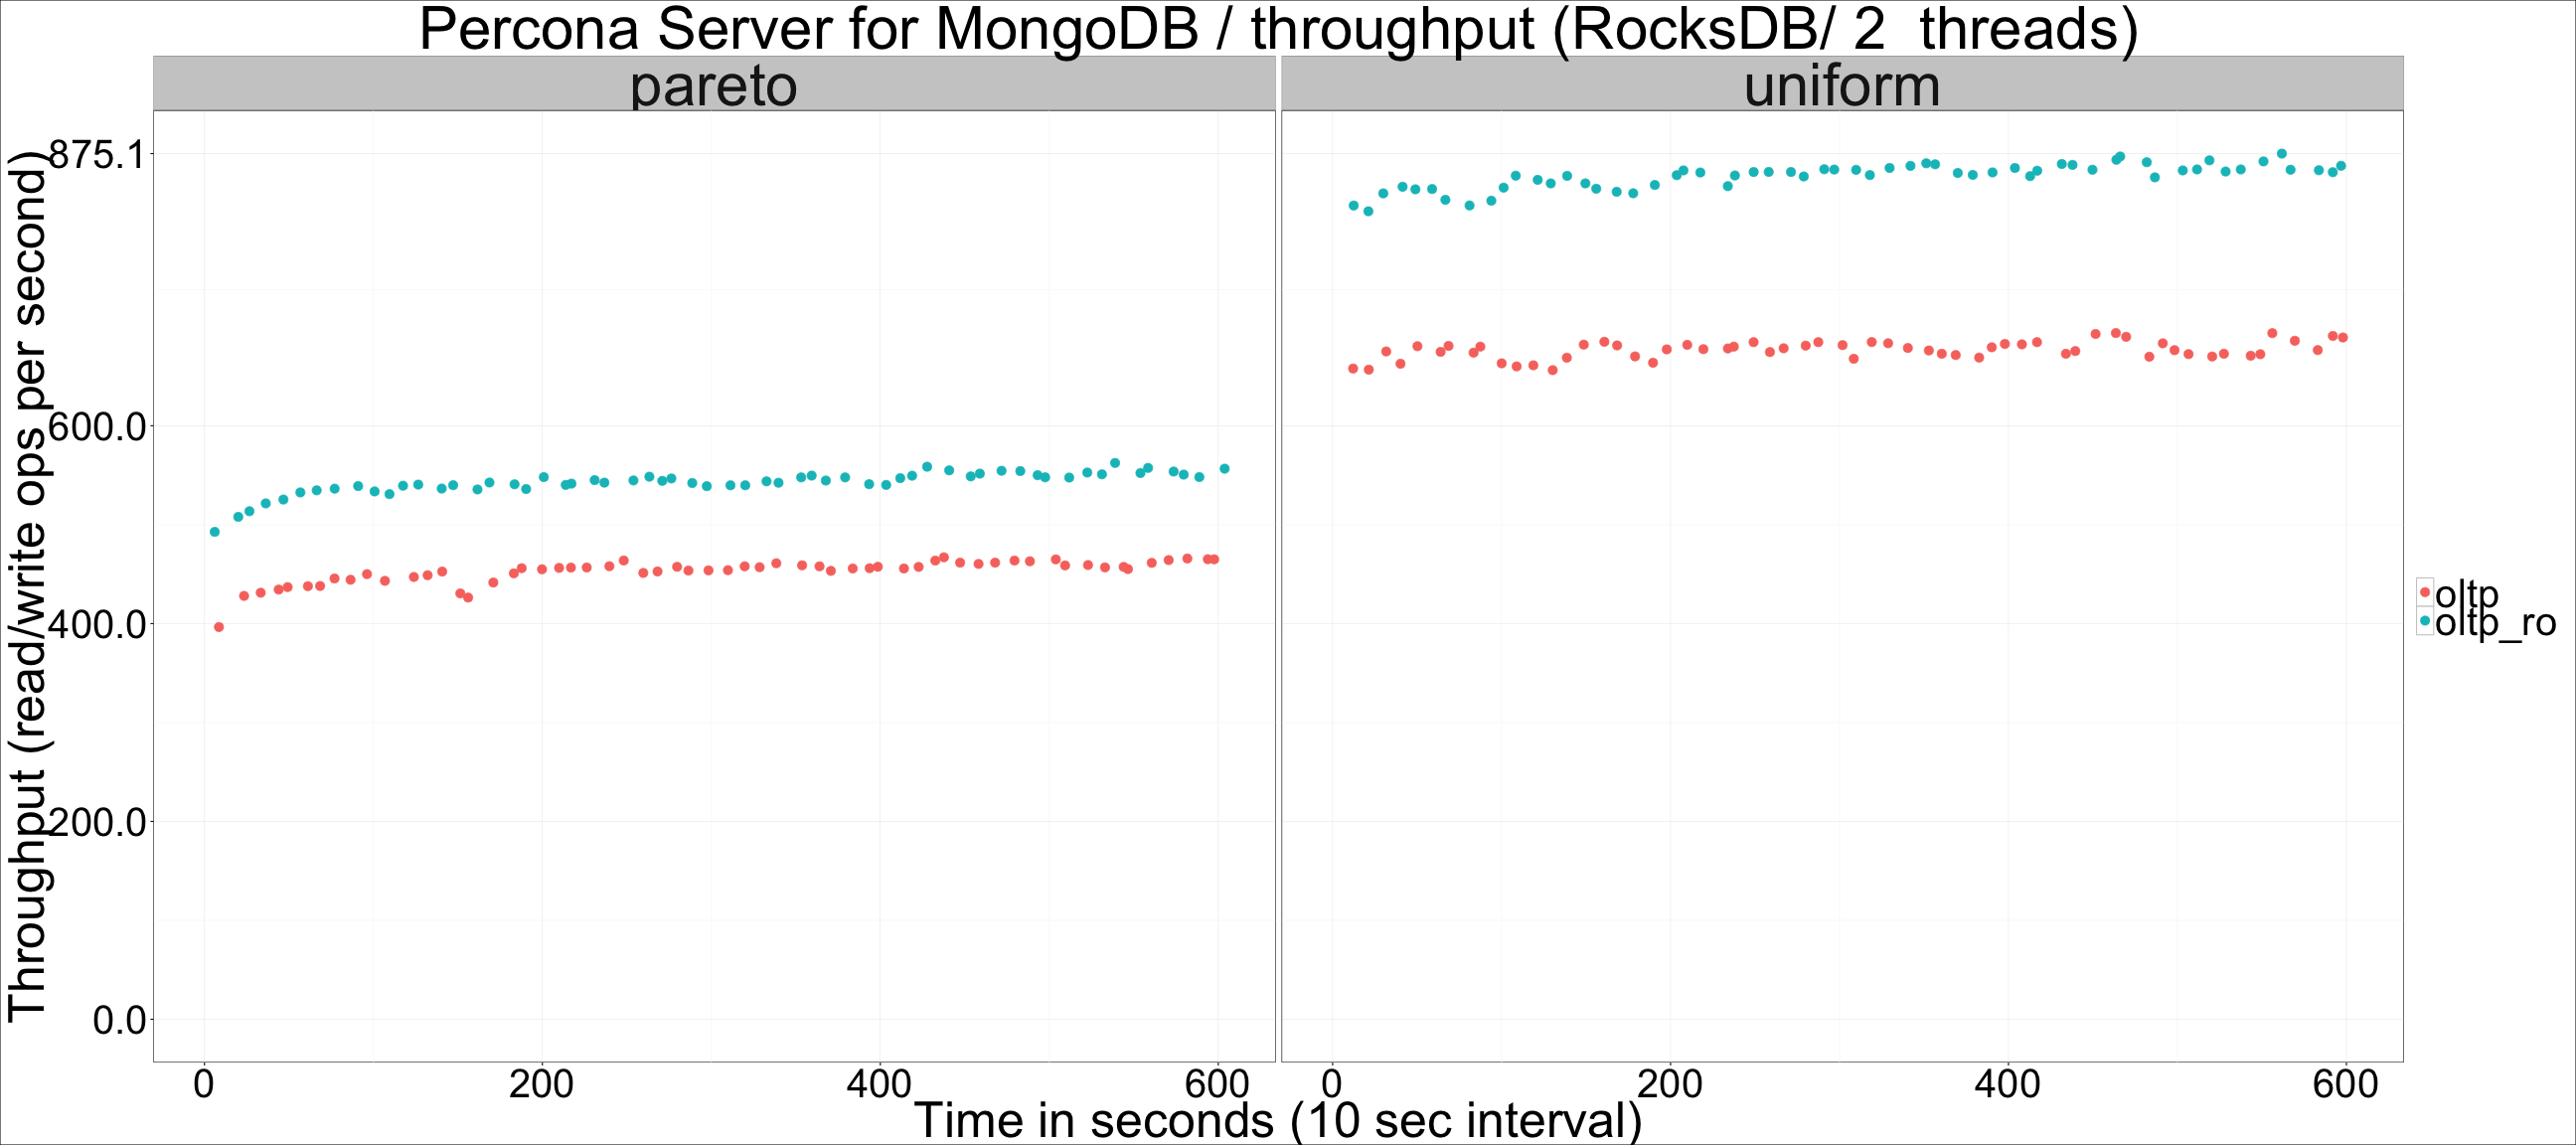 Percona Server for MongoDB / throughput (RocksDB/ 2  threads)
pareto
uniform
Throughput (read/write ops per second)
875.1
600.0
400.0
200.0
0.0
oltp
oltp_ro
0 200 400 600 0 200 400 600
Time in seconds (10 sec interval)